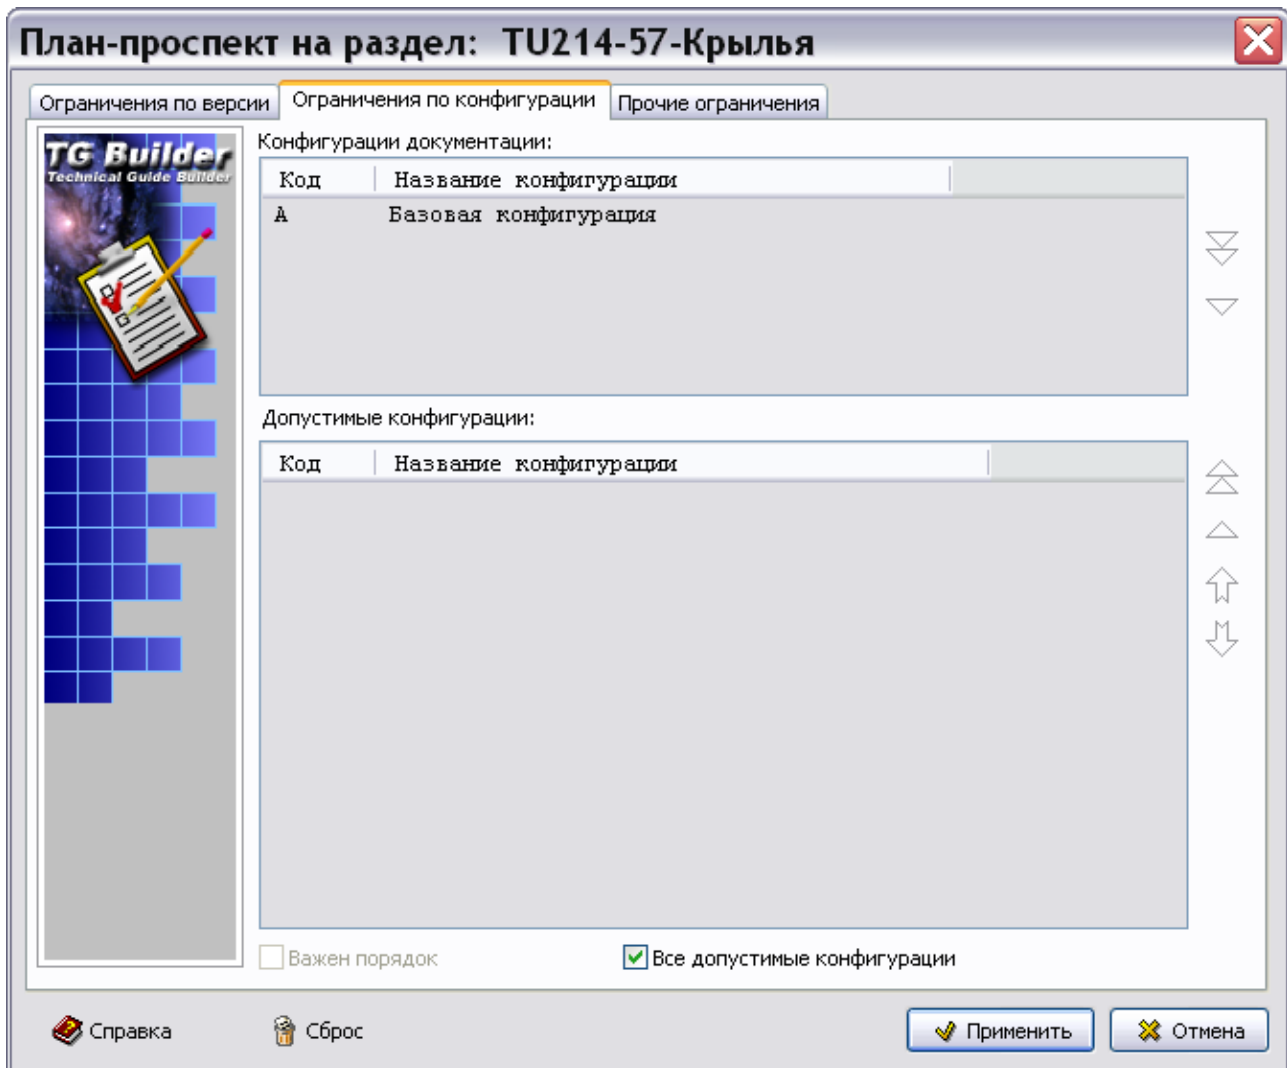 План-проспект на раздел: TU214-57-Крылья
Ограничения по версии
Ограничения по конфигурации
Прочие ограничения
TG Builder
Technical Guide Builder
Конфигурации документации:
Код Название конфигурации
А Базовая конфигурация
Допустимые конфигурации:
Код Название конфигурации
Важен порядок
Все допустимые конфигурации
Справка
Сброс
Применить
Отмена